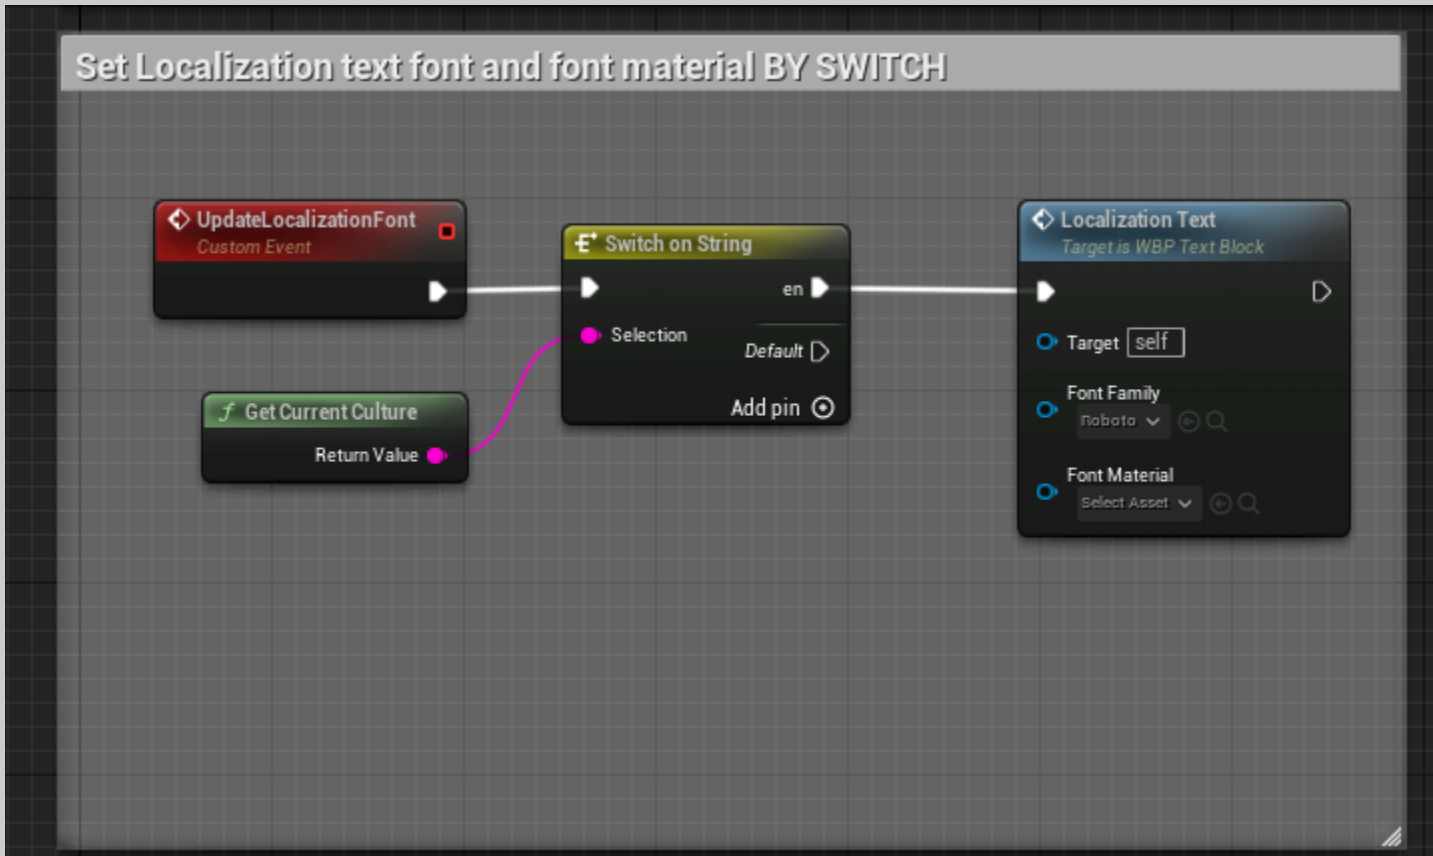 Set Localization text font and font material BY SWITCH
UpdateLocalizationFont
Custom Event
Switch on String
en
Selection
Default
Add pin
Get Current Culture
Return Value
Localization Text
Target is WBP Text Block
Target self
Font Family
Roboto
Font Material
Select Asset